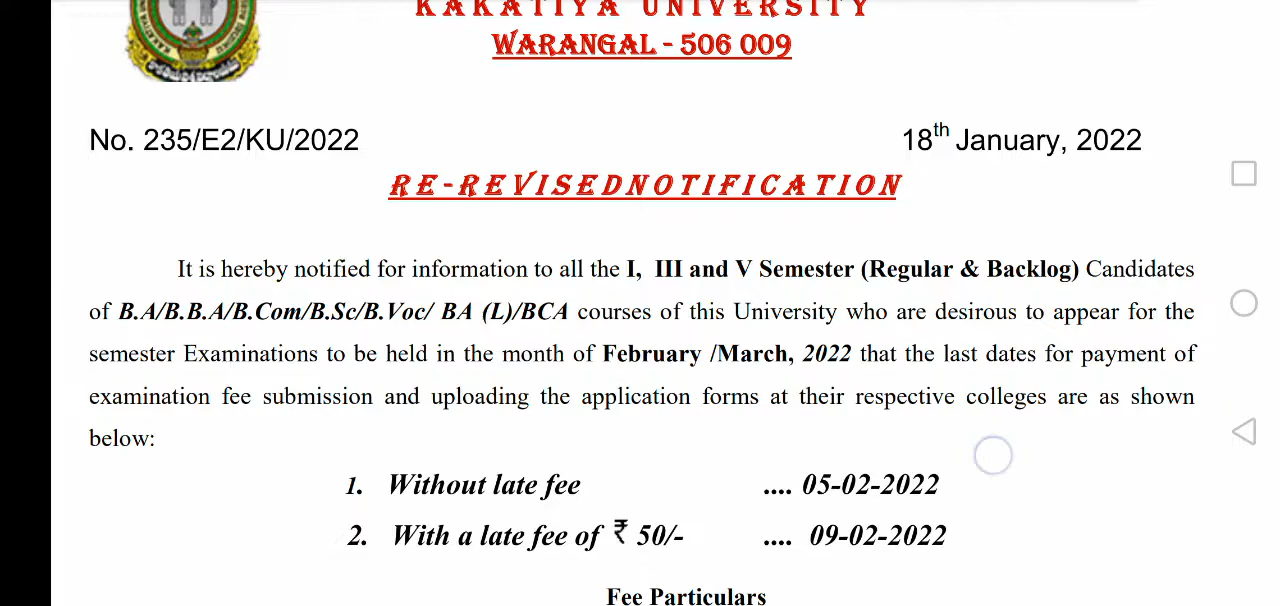 KAKATIYA UNIVERSITY
WARANGAL - 506 009
No. 235/E2/KU/2022
18th January, 2022
RE-REVISEDNOTIFICATION
It is hereby notified for information to all the I, III and V Semester (Regular & Backlog) Candidates
of B.A/B.B.A/B.Com/B.Sc/B.Voc/ BA (L)/BCA courses of this University who are desirous to appear for the
semester Examinations to be held in the month of February /March, 2022 that the last dates for payment of
examination fee submission and uploading the application forms at their respective colleges are as shown
below:
1. Without late fee .... 05-02-2022
2. With a late fee of ₹ 50/- .... 09-02-2022
Fee Particulars